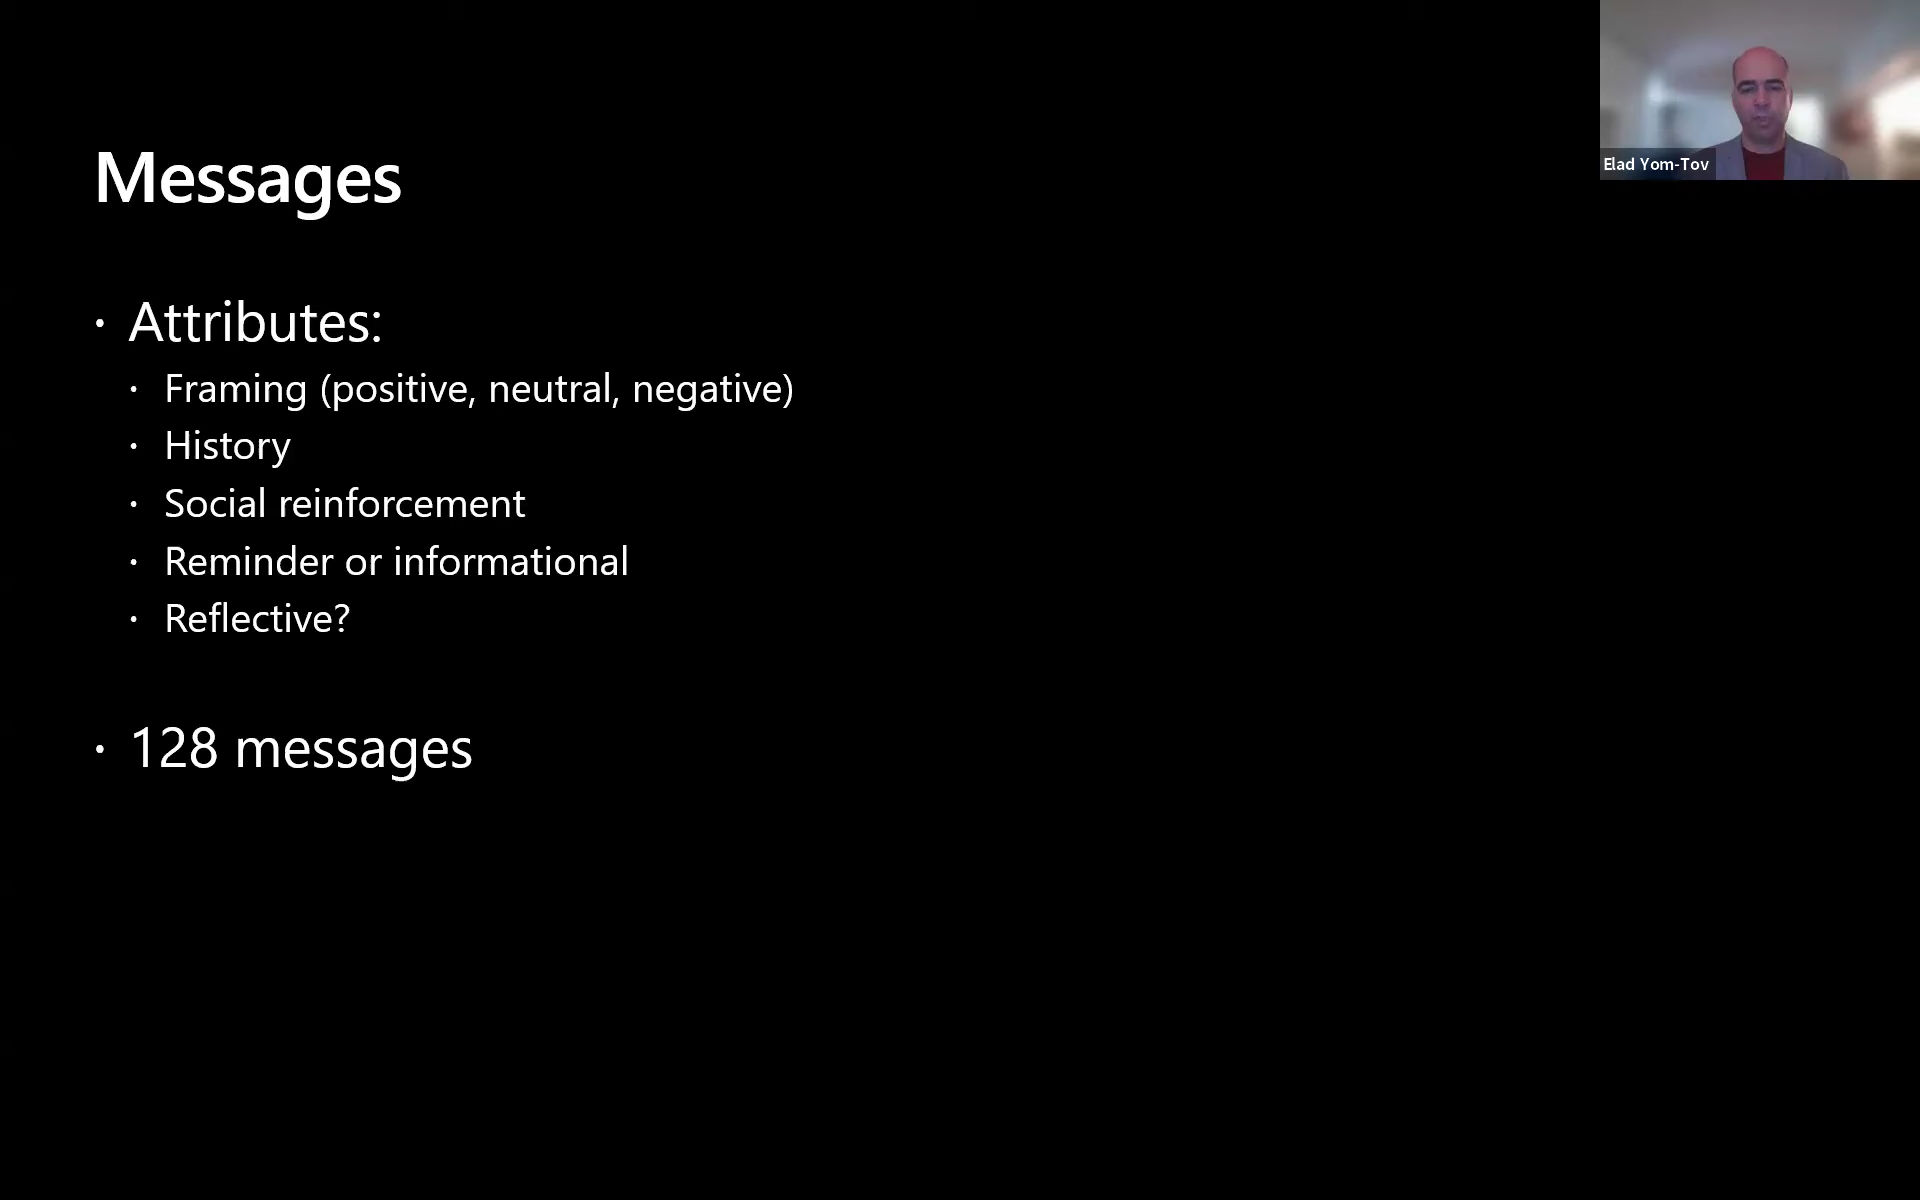 Elad Yom-Tov
Messages
• Attributes:
• Framing (positive, neutral, negative)
• History
• Social reinforcement
• Reminder or informational
• Reflective?
• 128 messages